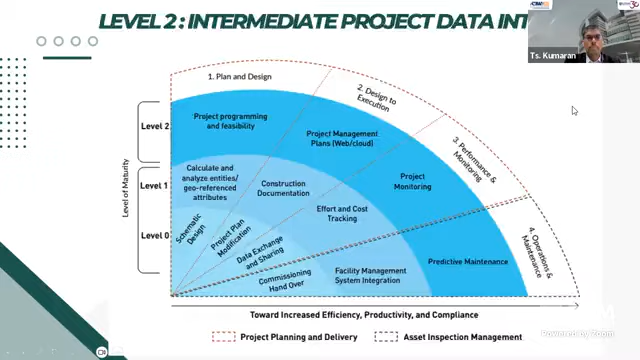 LEVEL 2 : INTERMEDIATE PROJECT DATA INT
Ts. Kumaran
1. Plan and Design
2. Design to
Execution
3. Performance &
Monitoring
4. Operations &
Maintenance
Level of Maturity
Level 2
Level 1
Level 0
Project programming
and feasibility
Project Management
Plans (Web/cloud)
Project
Monitoring
Predictive Maintenance
Calculate and
analyze entities/
geo-referenced
attributes
Construction
Documentation
Effort and Cost
Tracking
Facility Management
System Integration
Schematic
Design
Project Plan
Modification
Data Exchange
and Sharing
Commissioning
Hand Over
Toward Increased Efficiency, Productivity, and Compliance
Project Planning and Delivery
Asset Inspection Management
Powered by Zoom